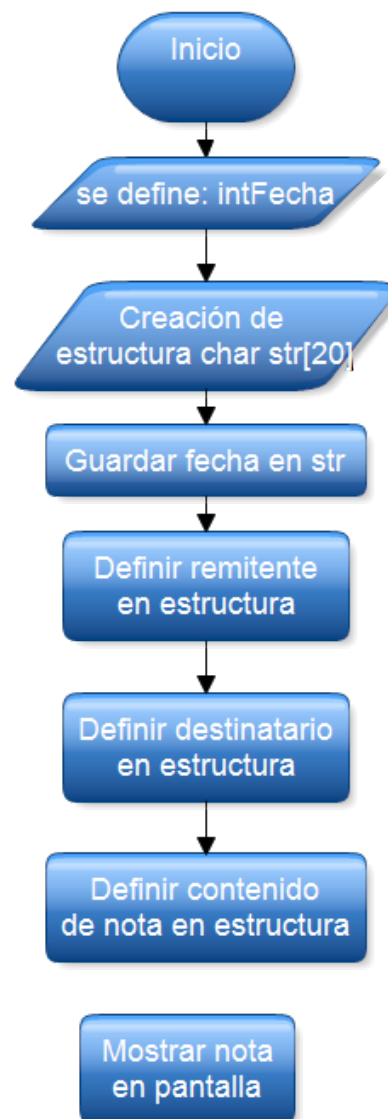 Inicio
se define: intFecha
Creación de
estructura char str[20]
Guardar fecha en str
Definir remitente
en estructura
Definir destinatario
en estructura
Definir contenido
de nota en estructura
Mostrar nota
en pantalla